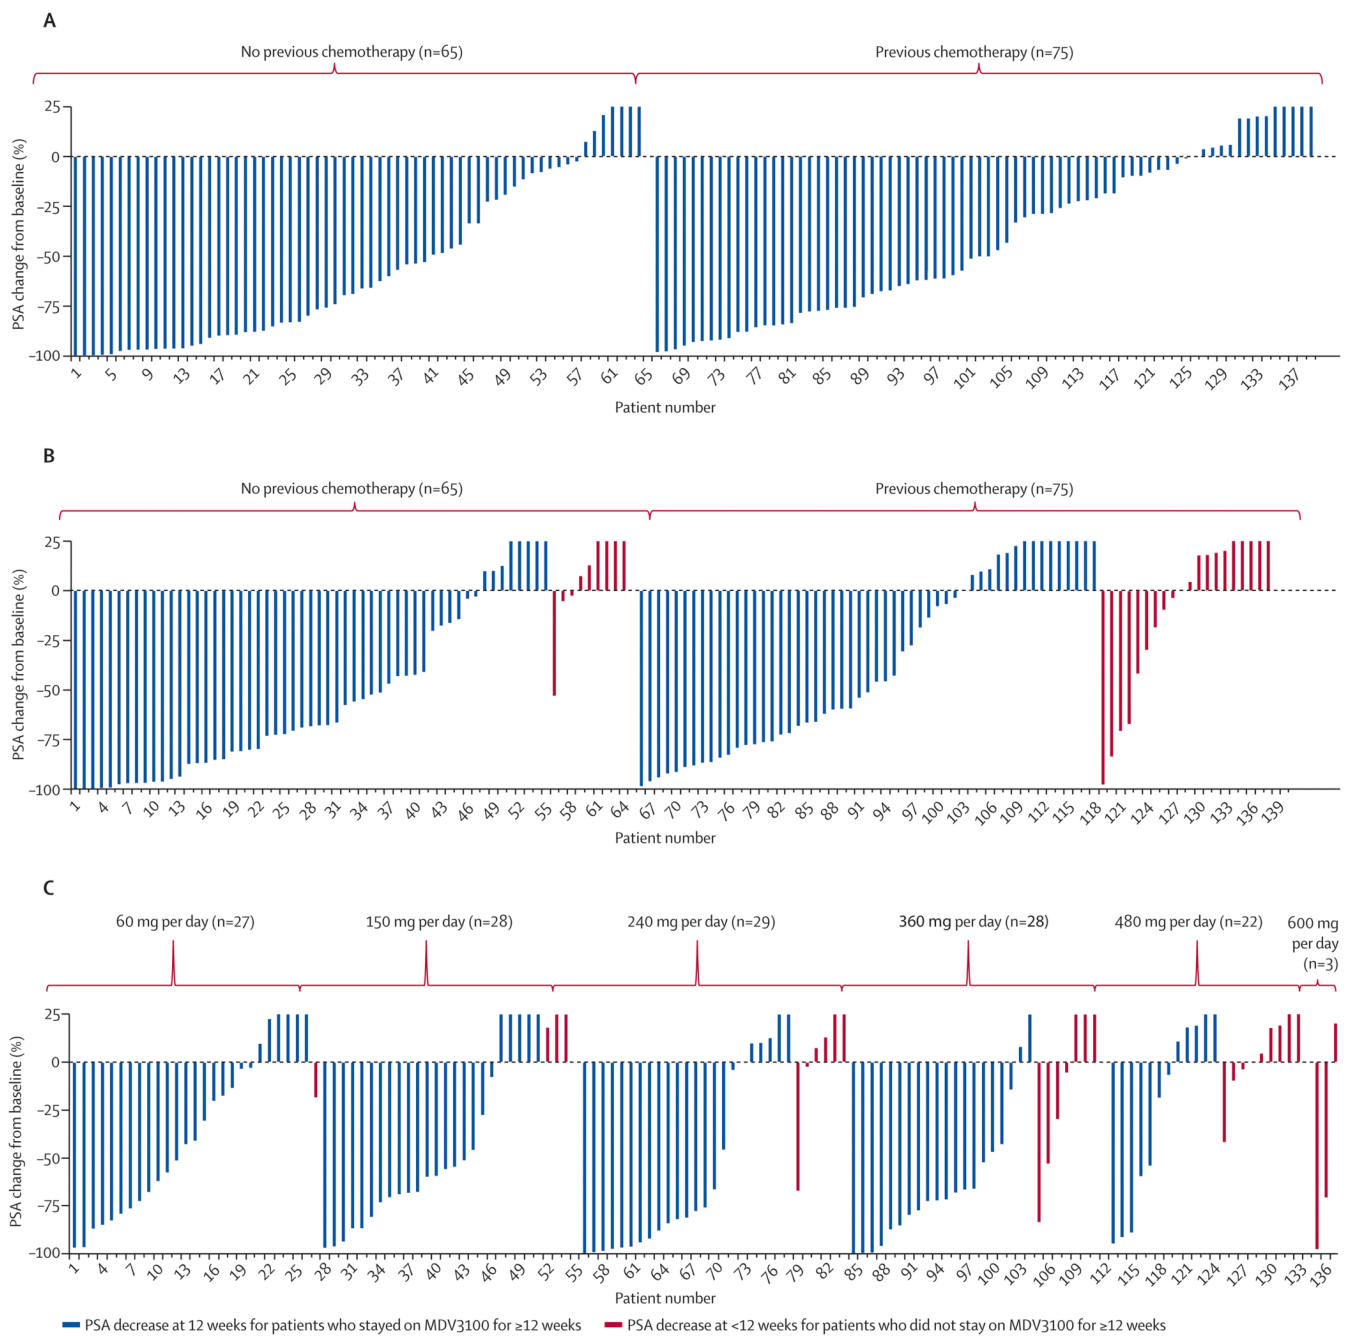 A
No previous chemotherapy (n=65)
Previous chemotherapy (n=75)
PSA change from baseline (%)
25
0
−25
−50
−75
−100
1 5 9 13 17 21 25 29 33 37 41 45 49 53 57 61 65 69 73 77 81 85 89 93 97 101 105 109 113 117 121 125 129 133 137
Patient number
B
No previous chemotherapy (n=65)
Previous chemotherapy (n=75)
PSA change from baseline (%)
25
0
−25
−50
−75
−100
1 4 7 10 13 16 19 22 25 28 31 34 37 40 43 46 49 52 55 58 61 64 67 70 73 76 79 82 85 88 91 94 97 100 103 106 109 112 115 118 121 124 127 130 133 136 139
Patient number
C
60 mg per day (n=27)
150 mg per day (n=28)
240 mg per day (n=29)
360 mg per day (n=28)
480 mg per day (n=22)
600 mg
per day
(n=3)
PSA change from baseline (%)
25
0
−25
−50
−75
−100
1 4 7 10 13 16 19 22 25 28 31 34 37 40 43 46 49 52 55 58 61 64 67 70 73 76 79 82 85 88 91 94 97 100 103 106 109 112 115 118 121 124 127 130 133 136
Patient number
PSA decrease at 12 weeks for patients who stayed on MDV3100 for ≥12 weeks
PSA decrease at <12 weeks for patients who did not stay on MDV3100 for ≥12 weeks